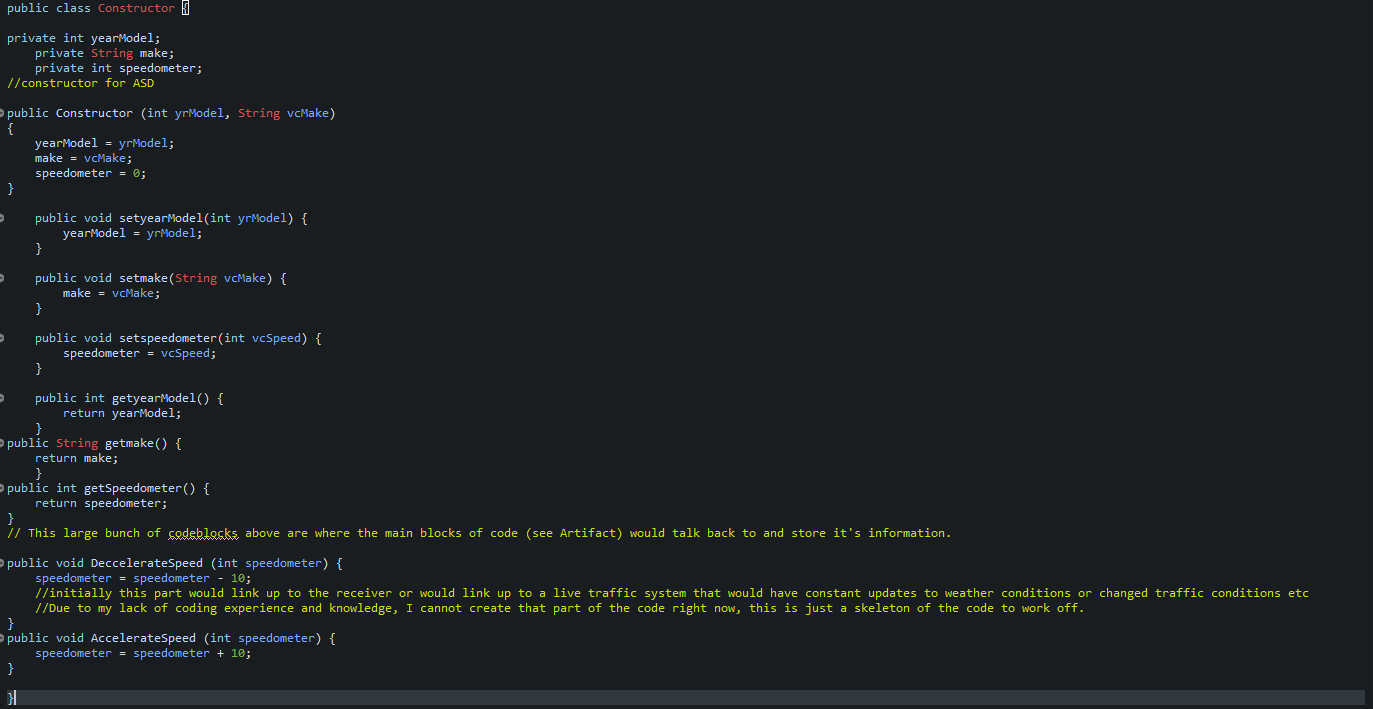 public class Constructor {
private int yearModel;
private String make;
private int speedometer;
//constructor for ASD
public Constructor (int yrModel, String vcMake)
{
yearModel = yrModel;
make = vcMake;
speedometer = 0;
}
public void setyearModel(int yrModel) {
yearModel = yrModel;
}
public void setmake(String vcMake) {
make = vcMake;
}
public void setspeedometer(int vcSpeed) {
speedometer = vcSpeed;
}
public int getyearModel() {
return yearModel;
}
public String getmake() {
return make;
}
public int getSpeedometer() {
return speedometer;
}
// This large bunch of codeblocks above are where the main blocks of code (see Artifact) would talk back to and store it's information.
public void DeccelerateSpeed (int speedometer) {
speedometer = speedometer - 10;
//initially this part would link up to the receiver or would link up to a live traffic system that would have constant updates to weather conditions or changed traffic conditions etc
//Due to my lack of coding experience and knowledge, I cannot create that part of the code right now, this is just a skeleton of the code to work off.
}
public void AccelerateSpeed (int speedometer) {
speedometer = speedometer + 10;
}
}